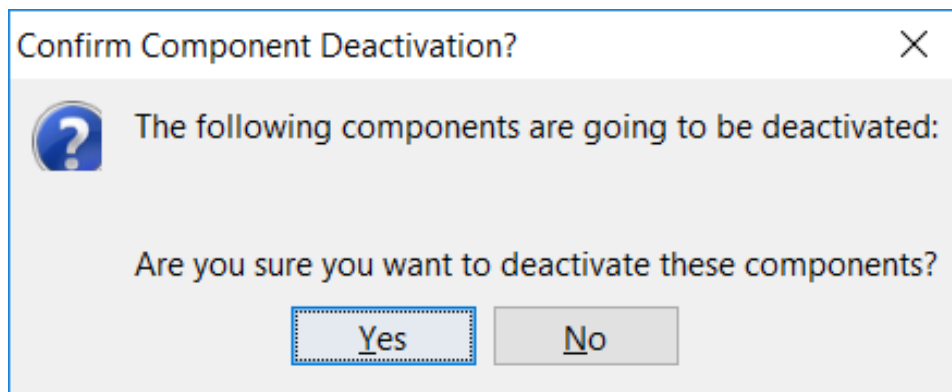 Confirm Component Deactivation?
The following components are going to be deactivated:
Are you sure you want to deactivate these components?
Yes
No